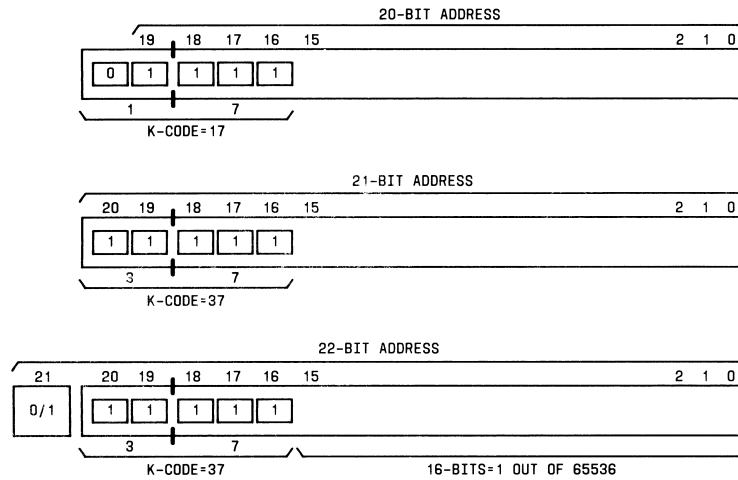 20-BIT ADDRESS
19 18 17 16 15 2 1 0
0 1 1 1 1
1 7
K-CODE=17
21-BIT ADDRESS
20 19 18 17 16 15 2 1 0
1 1 1 1 1
3 7
K-CODE=37
22-BIT ADDRESS
21 20 19 18 17 16 15 2 1 0
0/1 1 1 1 1 1
3 7
K-CODE=37 16-BITS=1 OUT OF 65536